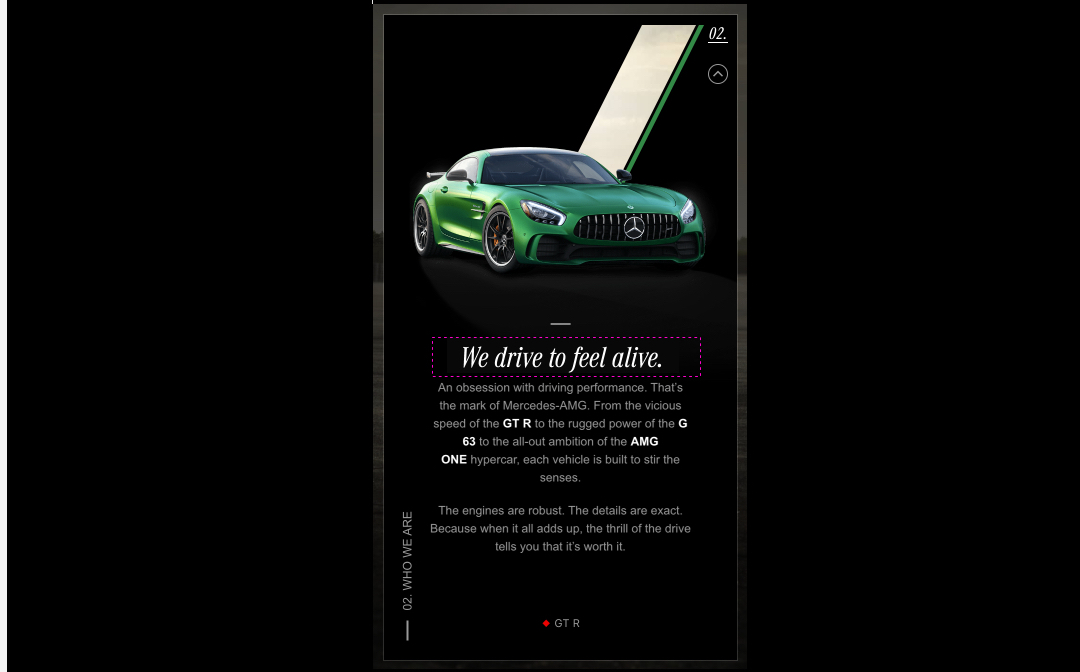 02.
We drive to feel alive.
An obsession with driving performance. That's
the mark of Mercedes-AMG. From the vicious
speed of the GT R to the rugged power of the G
63 to the all-out ambition of the AMG
ONE hypercar, each vehicle is built to stir the
senses.
The engines are robust. The details are exact.
Because when it all adds up, the thrill of the drive
tells you that it's worth it.
02. WHO WE ARE
GT R